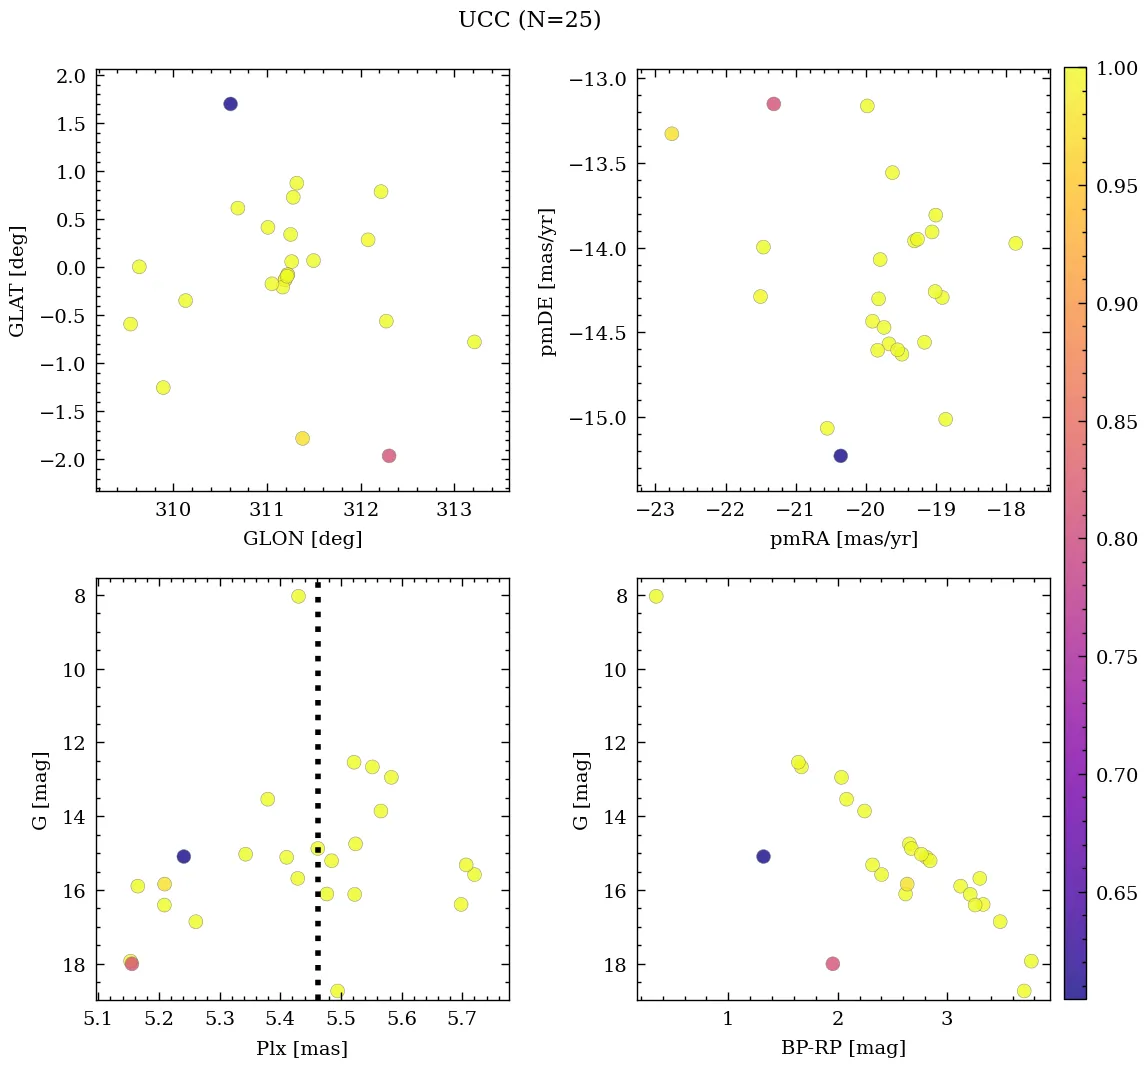 UCC (N=25)
2.0
1.5
1.0
0.5
0.0
−0.5
−1.0
−1.5
−2.0
GLAT [deg]
310 311 312 313
GLON [deg]
−13.0
−13.5
−14.0
−14.5
−15.0
pmDE [mas/yr]
−23 −22 −21 −20 −19 −18
pmRA [mas/yr]
1.00
0.95
0.90
0.85
0.80
0.75
0.70
0.65
8
10
12
14
16
18
G [mag]
5.1 5.2 5.3 5.4 5.5 5.6 5.7
Plx [mas]
8
10
12
14
16
18
G [mag]
1 2 3
BP-RP [mag]